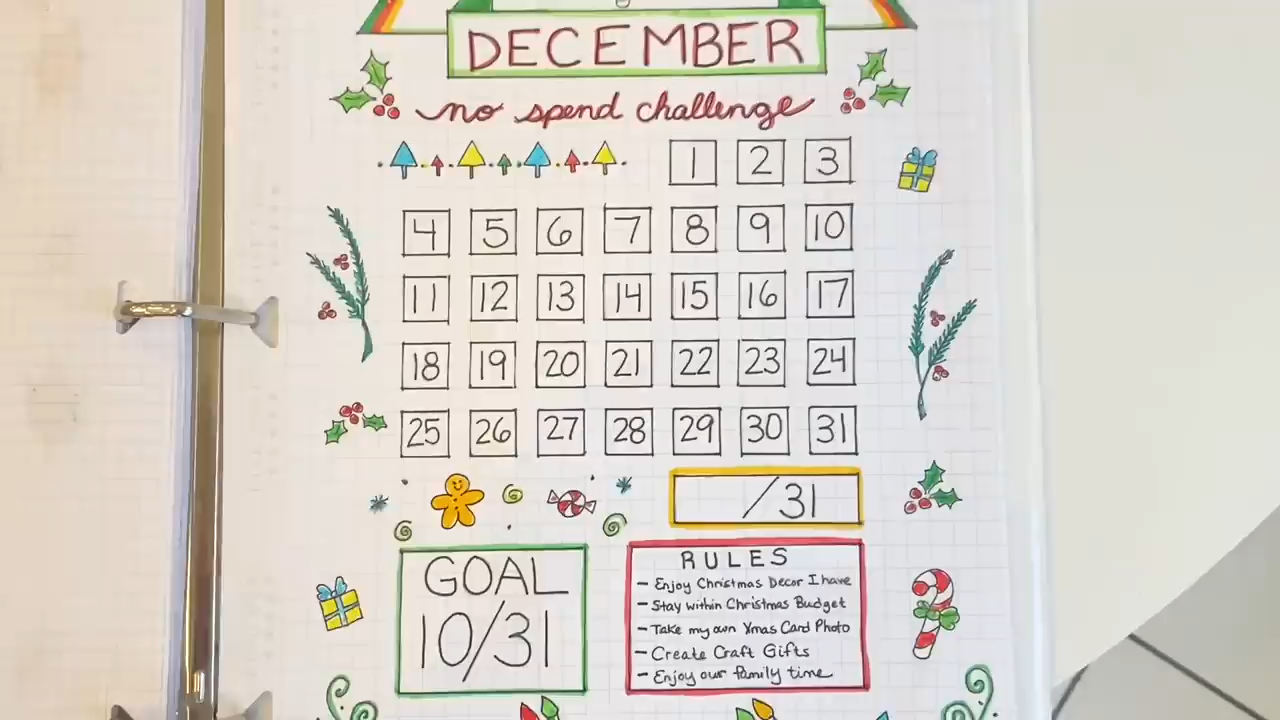 DECEMBER
no spend challenge
1 2 3
4 5 6 7 8 9 10
11 12 13 14 15 16 17
18 19 20 21 22 23 24
25 26 27 28 29 30 31
/31
GOAL
10/31
RULES
- Enjoy Christmas Decor I have
- Stay within Christmas Budget
- Take my own Xmas Card Photo
- Create Craft Gifts
- Enjoy our family time